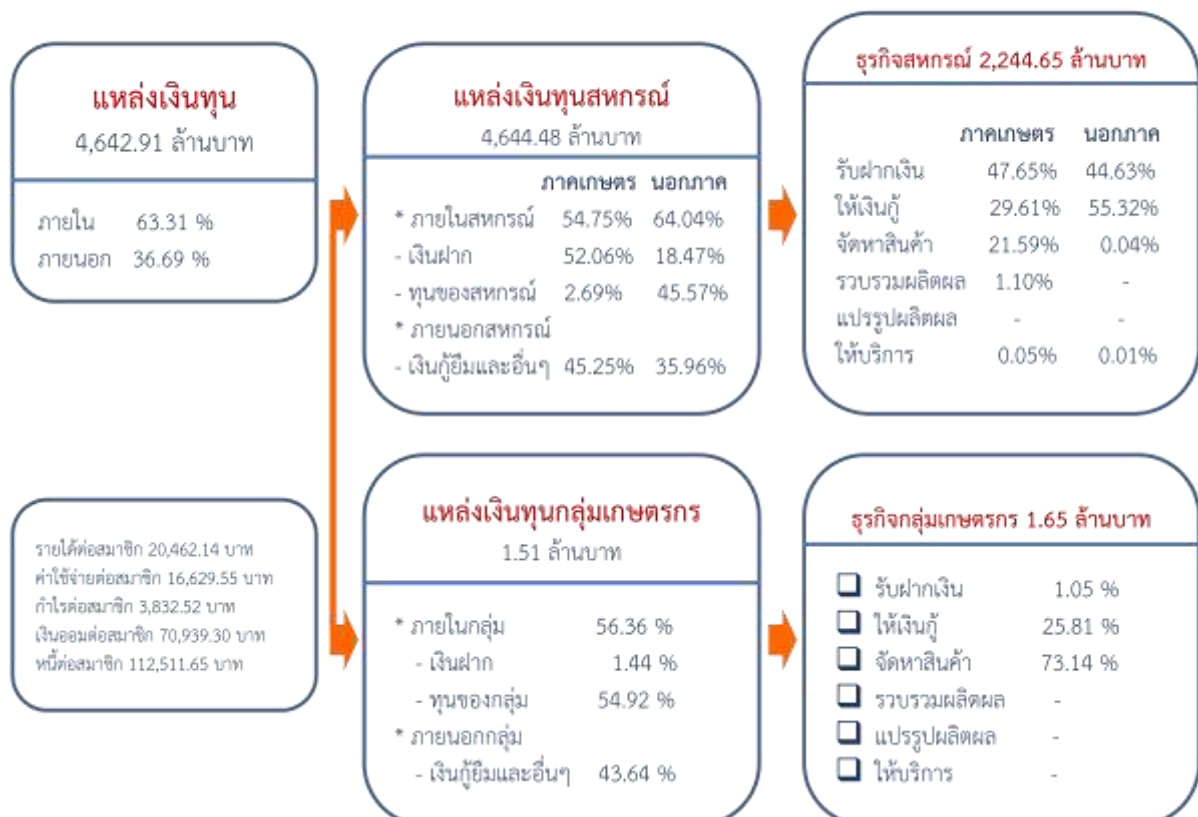 แหล่งเงินทุน
4,642.91 ล้านบาท
ภายใน 63.31 %
ภายนอก 36.69 %
แหล่งเงินทุนสหกรณ์
4,644.48 ล้านบาท
ภาคเกษตร นอกภาค
* ภายในสหกรณ์ 54.75% 64.04%
- เงินฝาก 52.06% 18.47%
- ทุนของสหกรณ์ 2.69% 45.57%
* ภายนอกสหกรณ์
- เงินกู้ยืมและอื่นๆ 45.25% 35.96%
ธุรกิจสหกรณ์ 2,244.65 ล้านบาท
ภาคเกษตร นอกภาค
รับฝากเงิน 47.65% 44.63%
ให้เงินกู้ 29.61% 55.32%
จัดหาสินค้า 21.59% 0.04%
รวบรวมผลิตผล 1.10% -
แปรรูปผลิตผล - -
ให้บริการ 0.05% 0.01%
รายได้ต่อสมาชิก 20,462.14 บาท
ค่าใช้จ่ายต่อสมาชิก 16,629.55 บาท
กำไรต่อสมาชิก 3,832.52 บาท
เงินออมต่อสมาชิก 70,939.30 บาท
หนี้ต่อสมาชิก 112,511.65 บาท
แหล่งเงินทุนกลุ่มเกษตรกร
1.51 ล้านบาท
* ภายในกลุ่ม 56.36 %
- เงินฝาก 1.44 %
- ทุนของกลุ่ม 54.92 %
* ภายนอกกลุ่ม
- เงินกู้ยืมและอื่นๆ 43.64 %
ธุรกิจกลุ่มเกษตรกร 1.65 ล้านบาท
❑ รับฝากเงิน 1.05 %
❑ ให้เงินกู้ 25.81 %
❑ จัดหาสินค้า 73.14 %
❑ รวบรวมผลิตผล -
❑ แปรรูปผลิตผล -
❑ ให้บริการ -